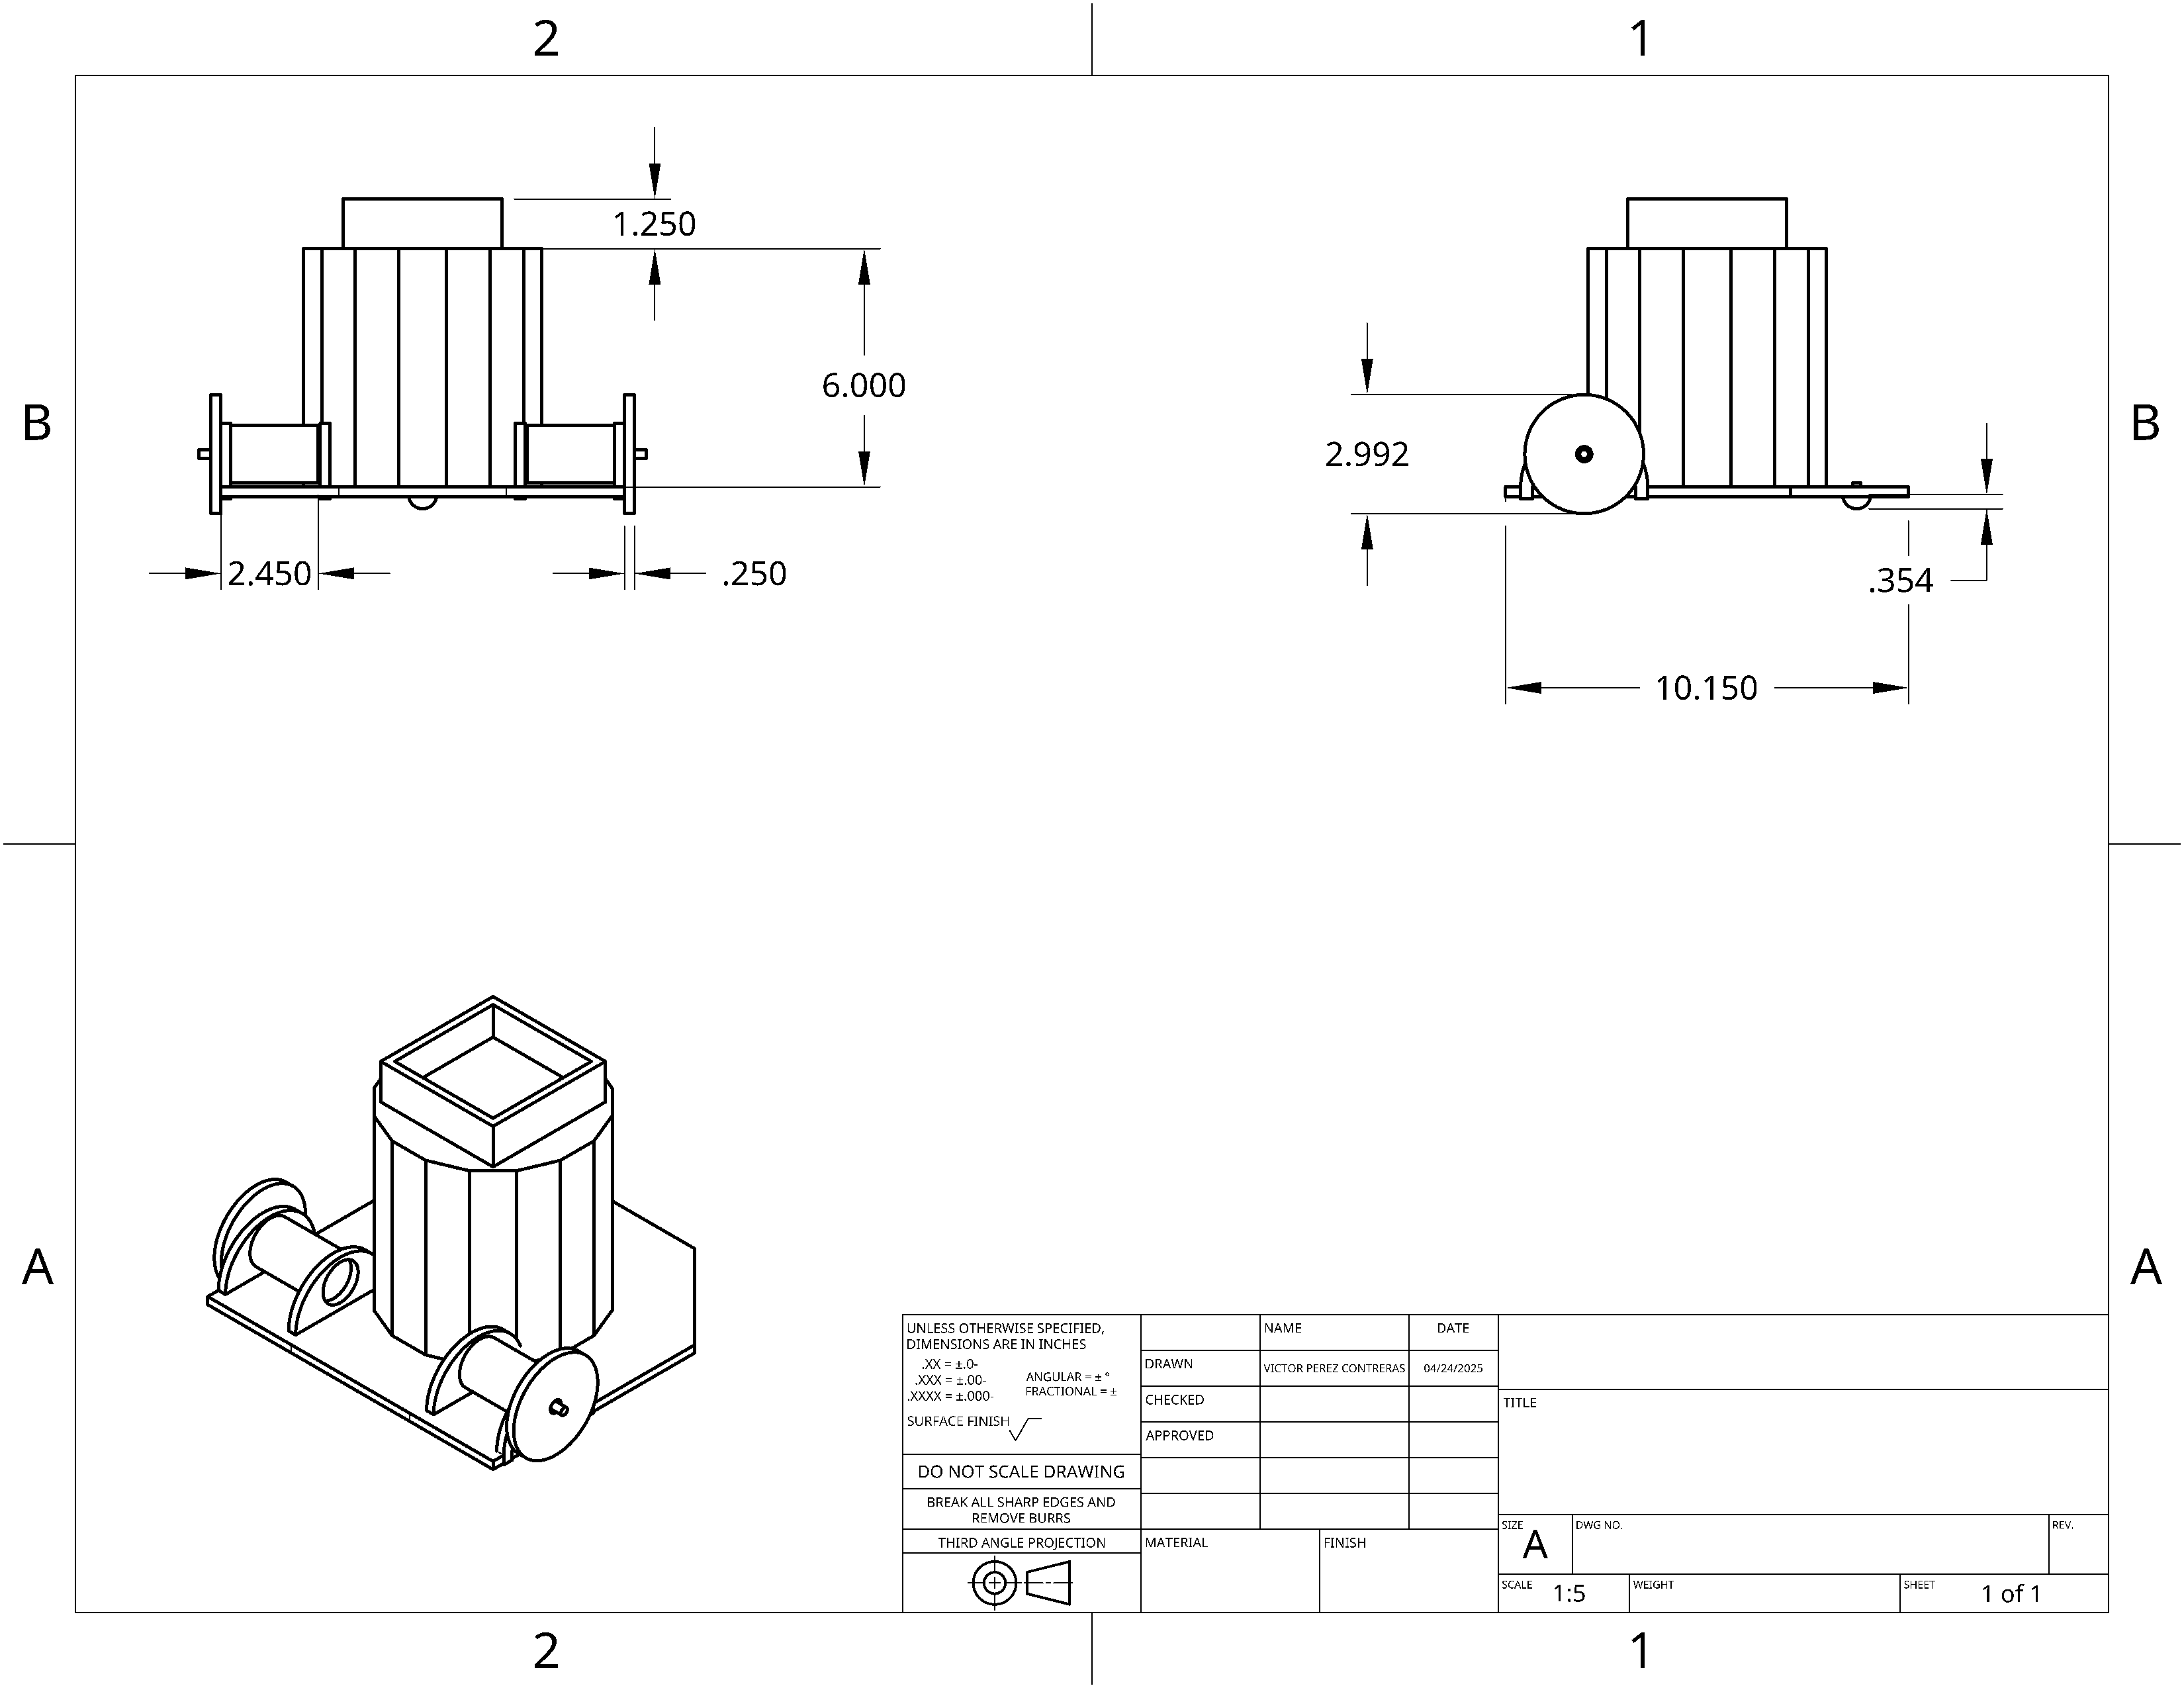 2
1
B
B
1.250
6.000
2.450
.250
2.992
.354
10.150
A
A
UNLESS OTHERWISE SPECIFIED,
DIMENSIONS ARE IN INCHES
.XX = ±.0-
.XXX = ±.00-
.XXXX = ±.000-
ANGULAR = ± °
FRACTIONAL = ±
SURFACE FINISH
DO NOT SCALE DRAWING
BREAK ALL SHARP EDGES AND
REMOVE BURRS
THIRD ANGLE PROJECTION
NAME
DATE
DRAWN
VICTOR PEREZ CONTRERAS
04/24/2025
CHECKED
APPROVED
MATERIAL
FINISH
TITLE
SIZE
A
DWG NO.
REV.
SCALE
1:5
WEIGHT
SHEET
1 of 1
2
1